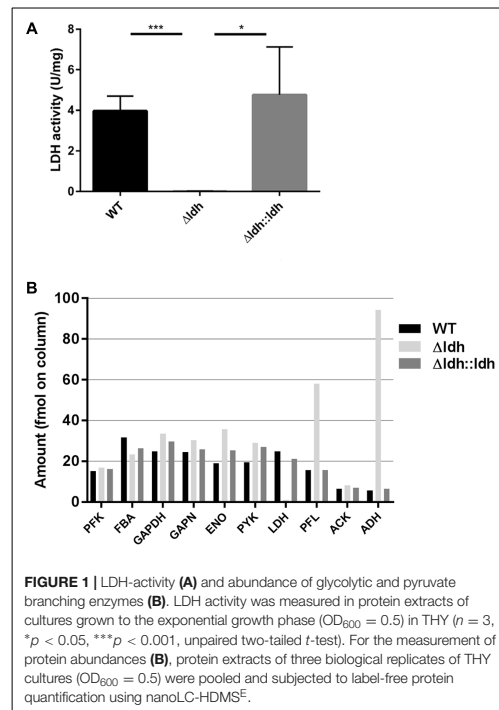 A
LDH activity (U/mg)
8
6
4
2
0
***
*
WT
Δldh
Δldh::ldh
B
Amount (fmol on column)
100
80
60
40
20
0
WT
Δldh
Δldh::ldh
PFK
FBA
GAPDH
GAPN
ENO
PYK
LDH
PFL
ACK
ADH
FIGURE 1 | LDH-activity (A) and abundance of glycolytic and pyruvate
branching enzymes (B). LDH activity was measured in protein extracts of
cultures grown to the exponential growth phase (OD600 = 0.5) in THY (n = 3,
*p < 0.05, ***p < 0.001, unpaired two-tailed t-test). For the measurement of
protein abundances (B), protein extracts of three biological replicates of THY
cultures (OD600 = 0.5) were pooled and subjected to label-free protein
quantification using nanoLC-HDMSE.